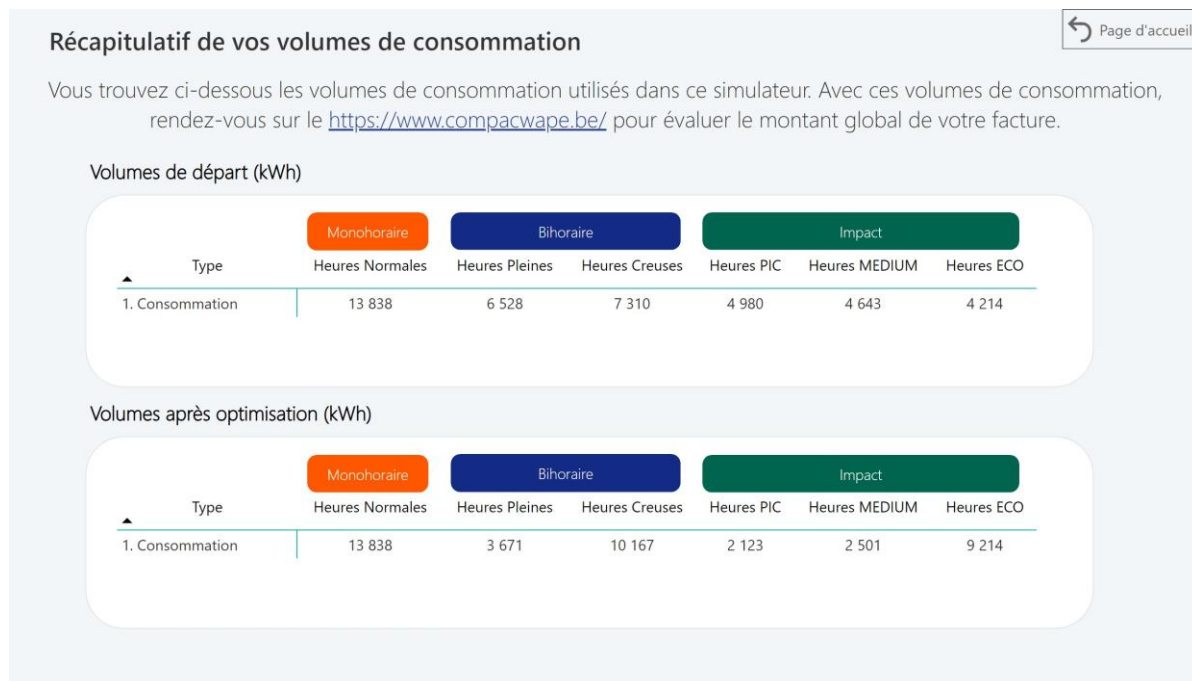 Page d'accueil
Récapitulatif de vos volumes de consommation
Vous trouvez ci-dessous les volumes de consommation utilisés dans ce simulateur. Avec ces volumes de consommation,
rendez-vous sur le https://www.compacwape.be/ pour évaluer le montant global de votre facture.
Volumes de départ (kWh)
Monohoraire Bihoraire Impact
Type Heures Normales Heures Pleines Heures Creuses Heures PIC Heures MEDIUM Heures ECO
1. Consommation 13 838 6 528 7 310 4 980 4 643 4 214
Volumes après optimisation (kWh)
Monohoraire Bihoraire Impact
Type Heures Normales Heures Pleines Heures Creuses Heures PIC Heures MEDIUM Heures ECO
1. Consommation 13 838 3 671 10 167 2 123 2 501 9 214